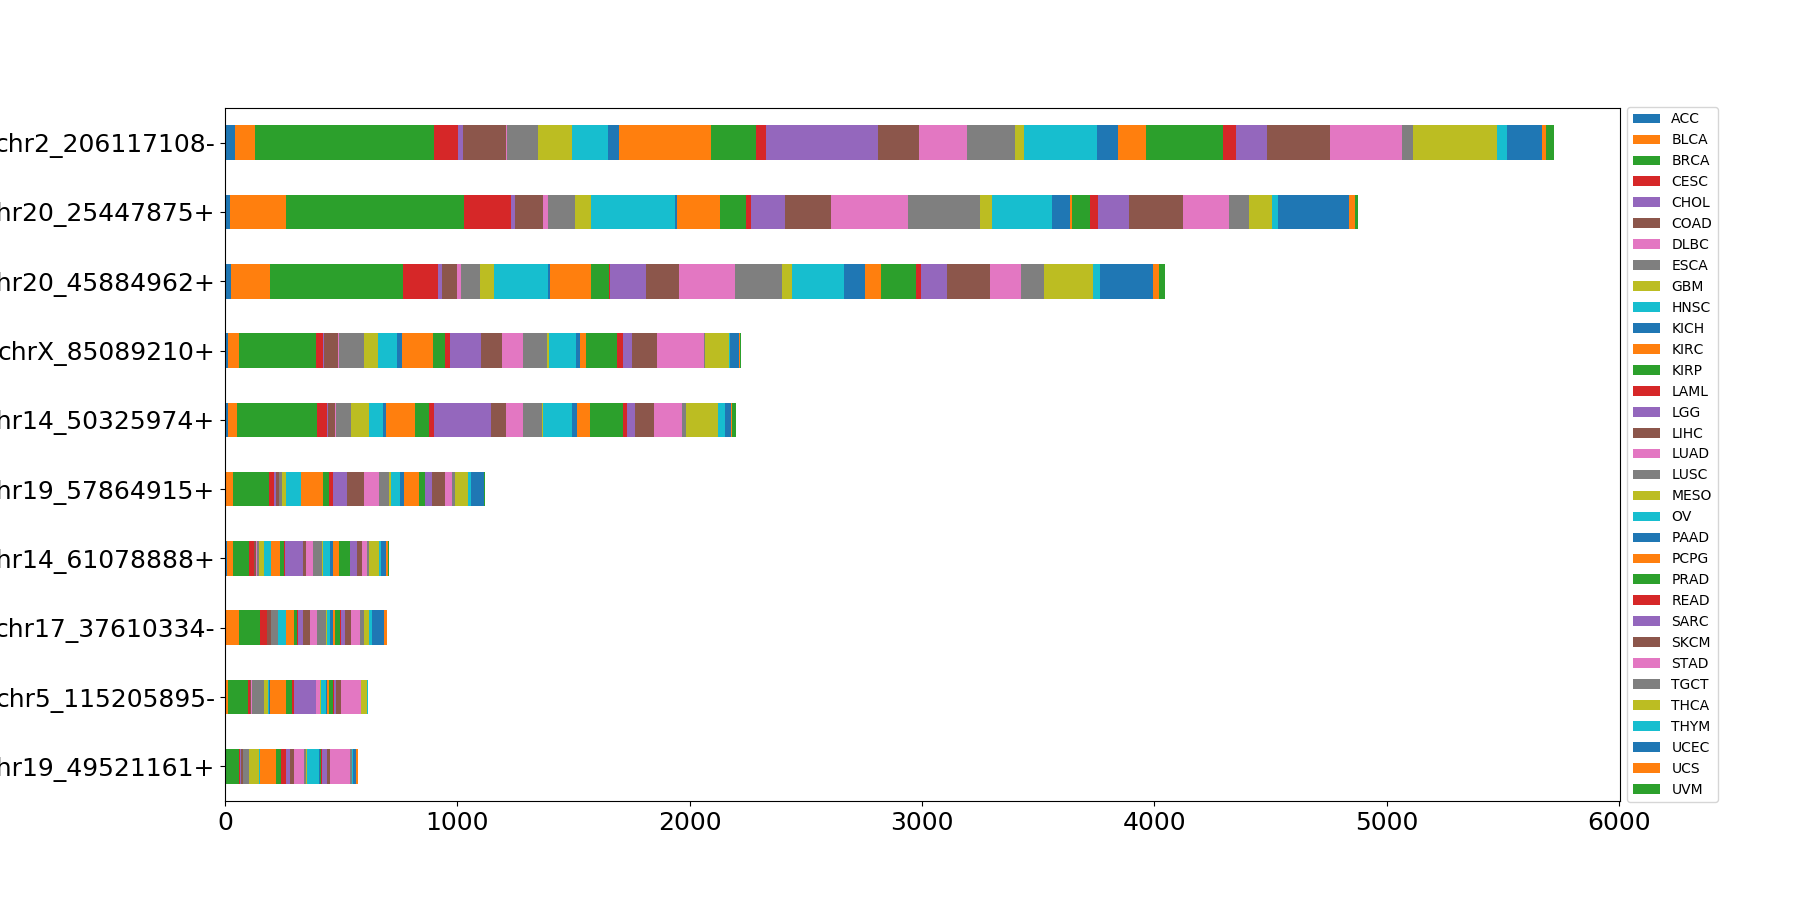 chr2_206117108-
hr20_25447875+
hr20_45884962+
chrX_85089210+
hr14_50325974+
hr19_57864915+
hr14_61078888+
chr17_37610334-
chr5_115205895-
hr19_49521161+
0 1000 2000 3000 4000 5000 6000
ACC
BLCA
BRCA
CESC
CHOL
COAD
DLBC
ESCA
GBM
HNSC
KICH
KIRC
KIRP
LAML
LGG
LIHC
LUAD
LUSC
MESO
OV
PAAD
PCPG
PRAD
READ
SARC
SKCM
STAD
TGCT
THCA
THYM
UCEC
UCS
UVM